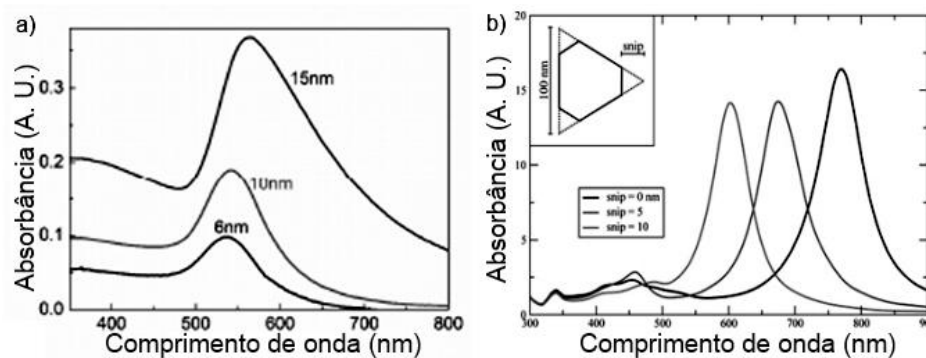 a)
Absorbância (A. U.)
0.3
0.2
0.1
0.0
15nm
10nm
6nm
400 500 600 700 800
Comprimento de onda (nm)
b)
Absorbância (A. U.)
20
15
10
5
0
100 nm
snip
snip = 0 nm
snip = 5
snip = 10
300 400 500 600 700 800 900
Comprimento de onda (nm)